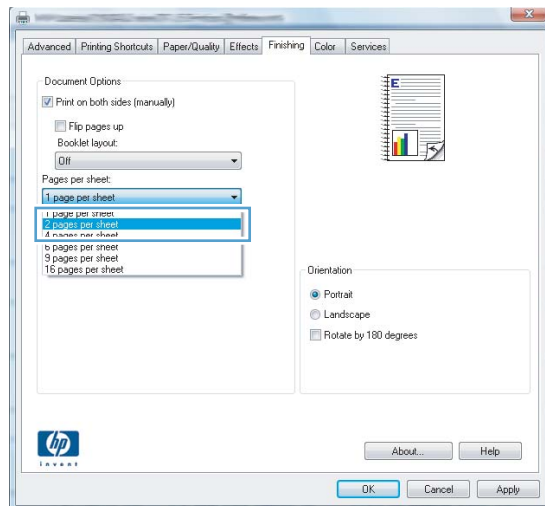 Advanced Printing Shortcuts Paper/Quality Effects Finishing Color Services
Document Options
Print on both sides (manually)
Flip pages up
Booklet layout:
Off
Pages per sheet:
1 page per sheet
1 page per sheet
2 pages per sheet
4 pages per sheet
6 pages per sheet
9 pages per sheet
16 pages per sheet
E
Orientation
Portrait
Landscape
Rotate by 180 degrees
hp
invent
About... Help
OK Cancel Apply